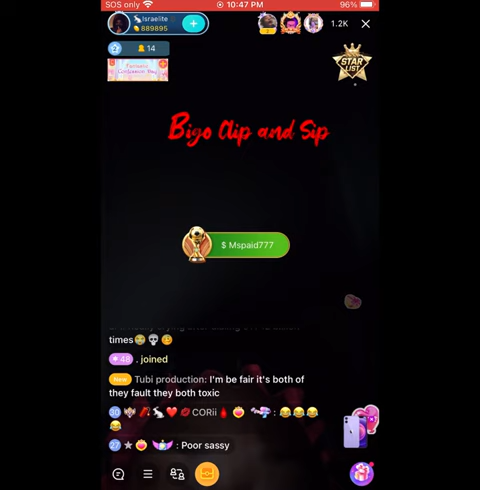 SOS only 10:47 PM 96%
Israelite
889895
1.2K
14
STAR
LIST
Bigo Clip and Sip
$ Mspaid777
times
48 . joined
New Tubi production: I'm be fair it's both of
they fault they both toxic
30 CORii :
27 : Poor sassy